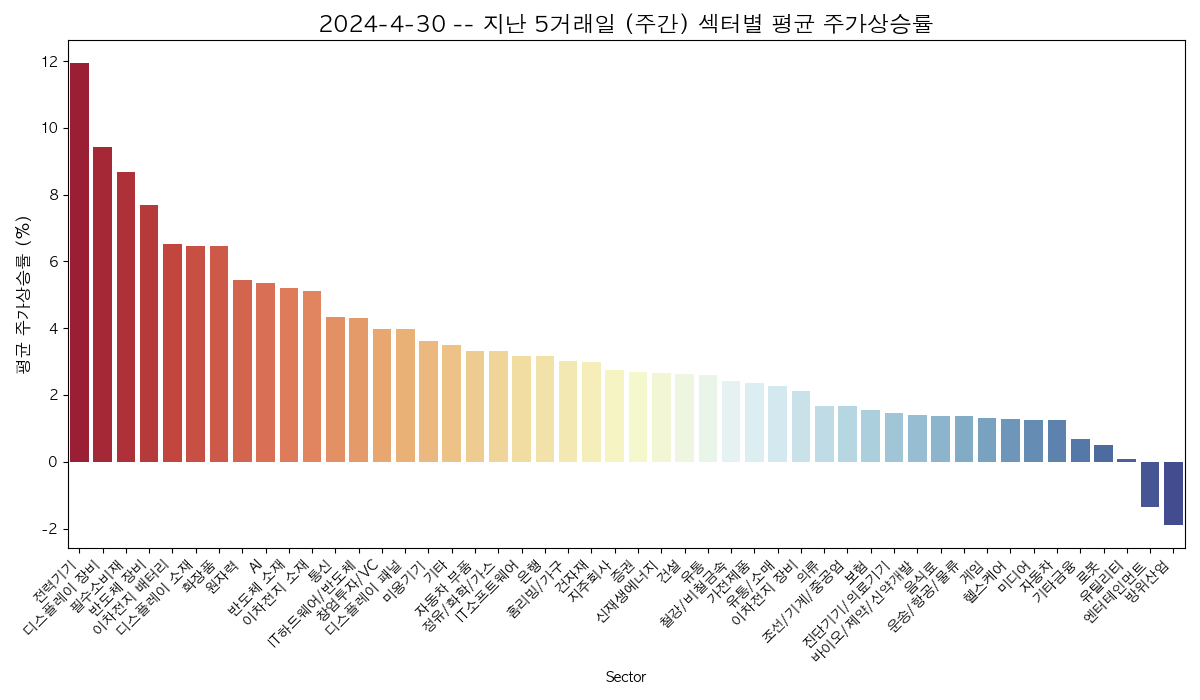 2024-4-30 -- 지난 5거래일 (주간) 섹터별 평균 주가상승률
평균 주가상승률 (%)
12
10
8
6
4
2
0
-2
전력기기
디스플레이 장비
필수소비재
반도체 장비
이차전지 배터리
디스플레이 소재
화장품
원자력
AI
반도체 소재
이차전지 소재
통신
IT하드웨어/반도체
창업투자/VC
디스플레이 패널
미용기기
기타
자동차 부품
정유/화학/가스
IT소프트웨어
은행
홈리빙/가구
건자재
지주회사
증권
신재생에너지
건설
유통
철강/비철금속
가전제품
유통/소매
이차전지 장비
의류
조선/기계/중공업
보험
진단기기/의료기기
바이오/제약/신약개발
음식료
운송/항공/물류
게임
헬스케어
미디어
자동차
기타금융
로봇
유틸리티
엔터테인먼트
방위산업
Sector